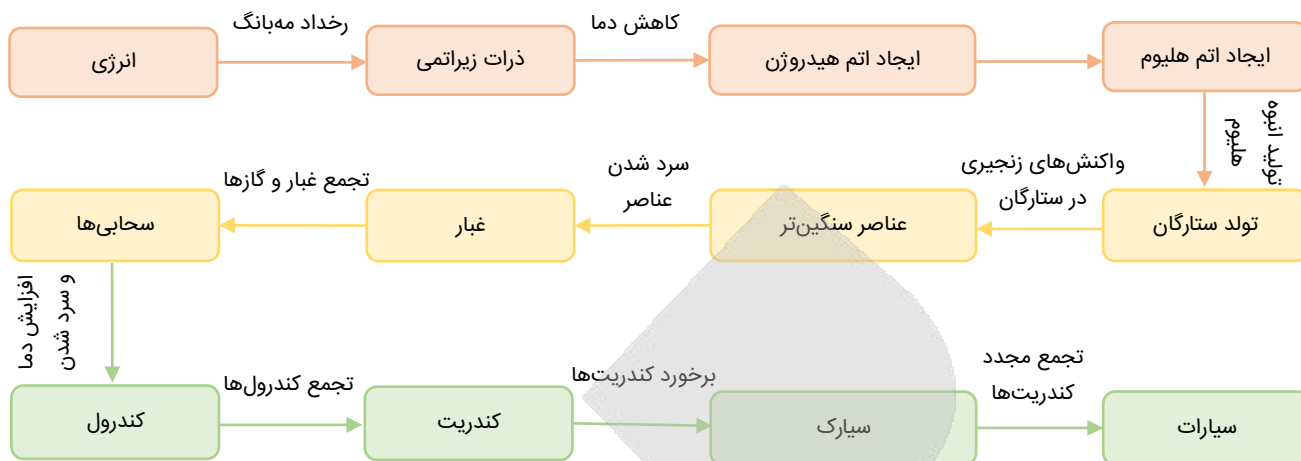 انرژی
رخداد مه‌بانگ
ذرات زیراتمی
کاهش دما
ایجاد اتم هیدروژن
ایجاد اتم هلیوم
تولید انبوه
هلیوم
تولد ستارگان
واکنش‌های زنجیری
در ستارگان
عناصر سنگین‌تر
سرد شدن
عناصر
غبار
تجمع غبار و گازها
سحابی‌ها
افزایش دما
و سرد شدن
کندرول
تجمع کندرول‌ها
کندریت
برخورد کندریت‌ها
سیارک
تجمع مجدد
کندریت‌ها
سیارات